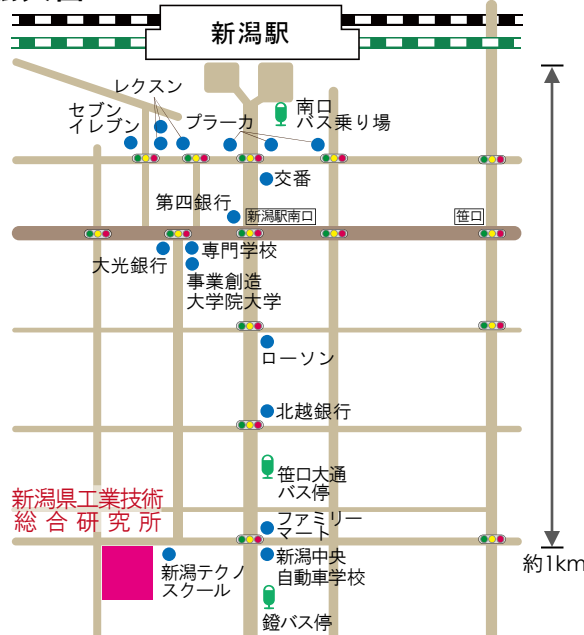 新潟駅
レクスン
セブン
イレブン
プラーカ
南口
バス乗り場
交番
第四銀行
新潟駅南口
笹口
大光銀行
専門学校
事業創造
大学院大学
ローソン
北越銀行
笹口大通
バス停
新潟県工業技術
総合研究所
ファミリー
マート
新潟テクノ
スクール
新潟中央
自動車学校
約1km
鐙バス停